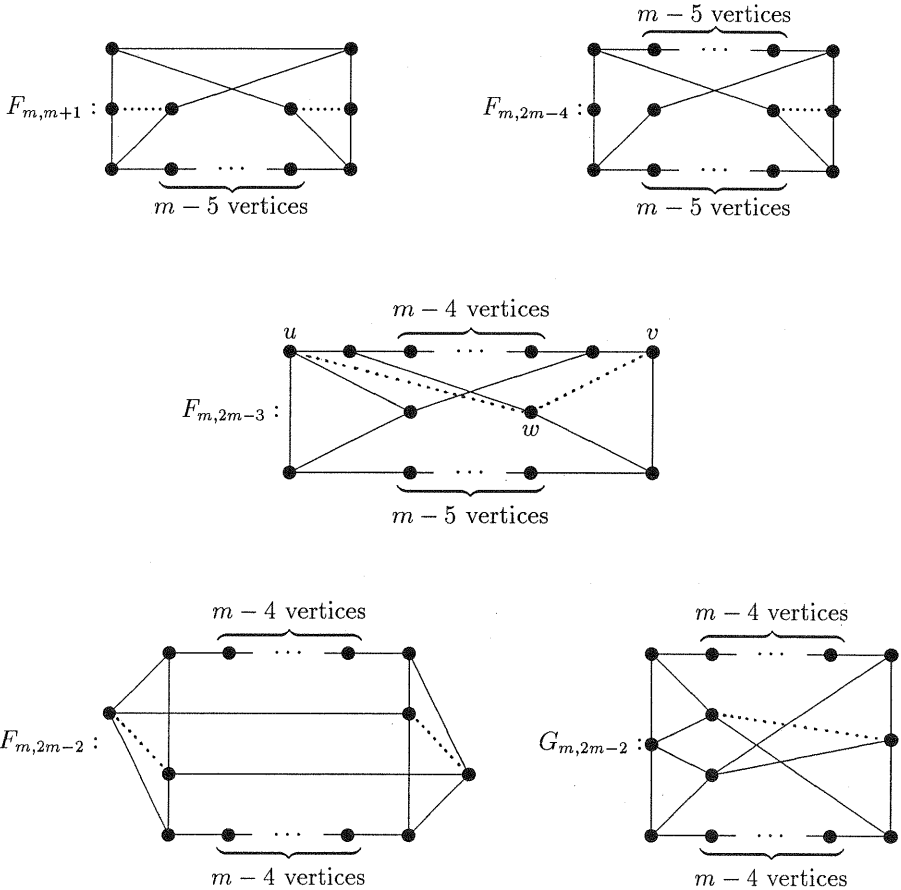 m − 5 vertices
F_{m,m+1} :
F_{m,2m−4} :
···
···
···
m − 5 vertices
m − 5 vertices
m − 4 vertices
u
v
···
F_{m,2m−3} :
w
···
m − 5 vertices
m − 4 vertices
m − 4 vertices
···
···
F_{m,2m−2} :
G_{m,2m−2} :
···
···
m − 4 vertices
m − 4 vertices